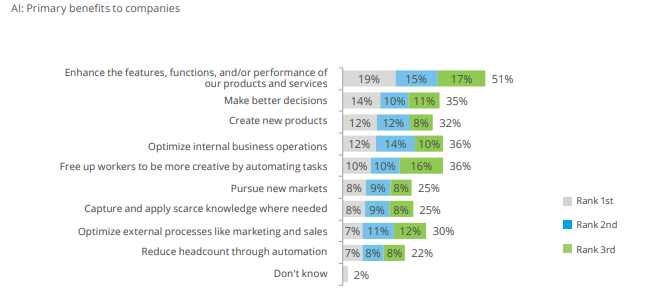 AI: Primary benefits to companies
Enhance the features, functions, and/or performance of
our products and services
19% 15% 17% 51%
Make better decisions 14% 10% 11% 35%
Create new products 12% 12% 8% 32%
Optimize internal business operations 12% 14% 10% 36%
Free up workers to be more creative by automating tasks 10% 10% 16% 36%
Pursue new markets 8% 9% 8% 25%
Capture and apply scarce knowledge where needed 8% 9% 8% 25%
Optimize external processes like marketing and sales 7% 11% 12% 30%
Reduce headcount through automation 7% 8% 8% 22%
Don't know 2%
Rank 1st
Rank 2nd
Rank 3rd